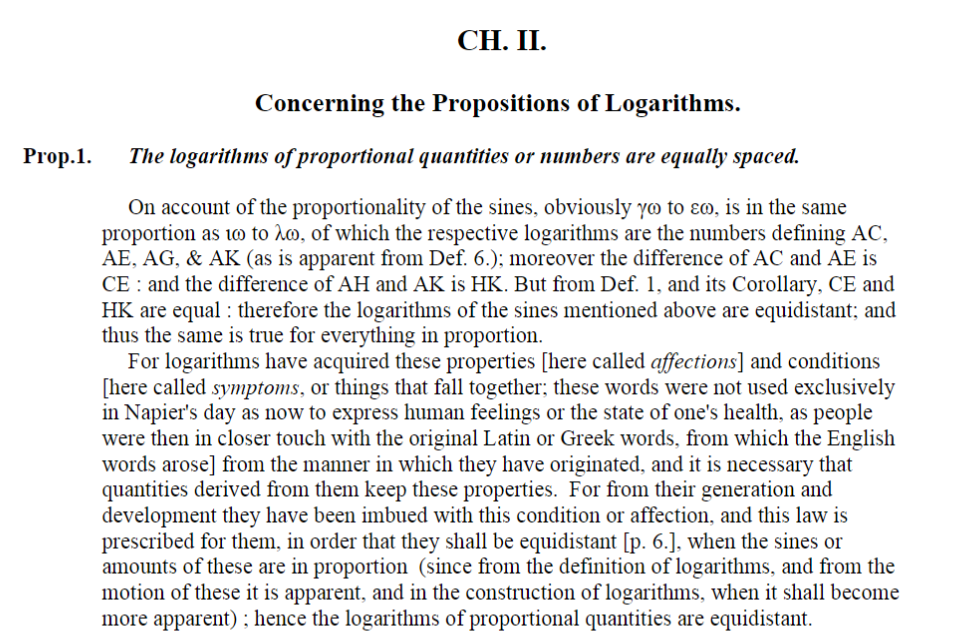 CH. II.
Concerning the Propositions of Logarithms.
Prop.1. The logarithms of proportional quantities or numbers are equally spaced.
On account of the proportionality of the sines, obviously γω to εω, is in the same
proportion as ιω to λω, of which the respective logarithms are the numbers defining AC,
AE, AG, & AK (as is apparent from Def. 6.); moreover the difference of AC and AE is
CE : and the difference of AH and AK is HK. But from Def. 1, and its Corollary, CE and
HK are equal : therefore the logarithms of the sines mentioned above are equidistant; and
thus the same is true for everything in proportion.
For logarithms have acquired these properties [here called affections] and conditions
[here called symptoms, or things that fall together; these words were not used exclusively
in Napier's day as now to express human feelings or the state of one's health, as people
were then in closer touch with the original Latin or Greek words, from which the English
words arose] from the manner in which they have originated, and it is necessary that
quantities derived from them keep these properties. For from their generation and
development they have been imbued with this condition or affection, and this law is
prescribed for them, in order that they shall be equidistant [p. 6.], when the sines or
amounts of these are in proportion (since from the definition of logarithms, and from the
motion of these it is apparent, and in the construction of logarithms, when it shall become
more apparent) ; hence the logarithms of proportional quantities are equidistant.